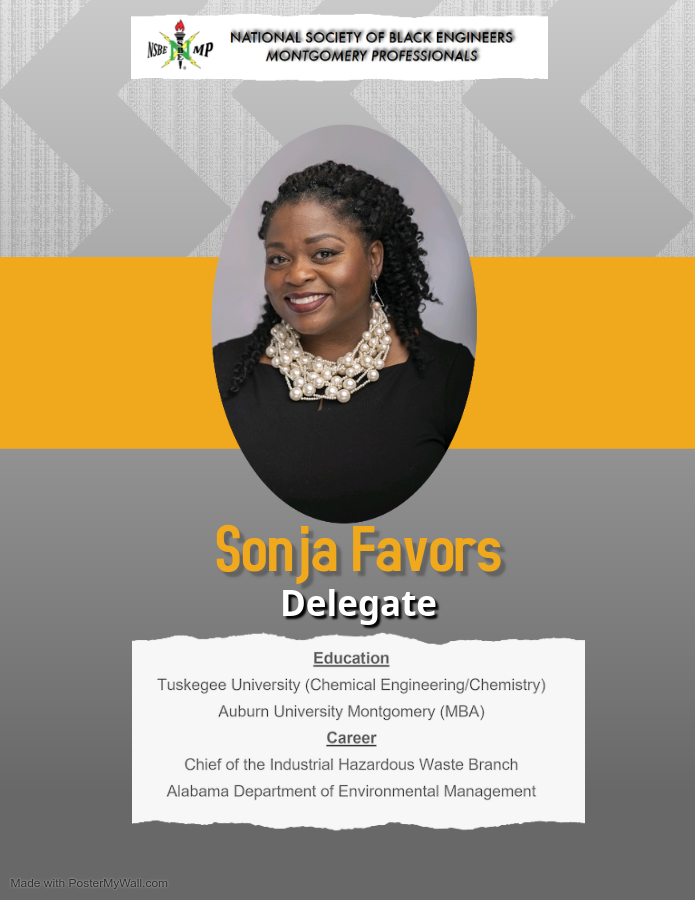 NSBE NSBE MP
NATIONAL SOCIETY OF BLACK ENGINEERS
MONTGOMERY PROFESSIONALS
Sonja Favors
Delegate
Education
Tuskegee University (Chemical Engineering/Chemistry)
Auburn University Montgomery (MBA)
Career
Chief of the Industrial Hazardous Waste Branch
Alabama Department of Environmental Management
Made with PosterMyWall.com